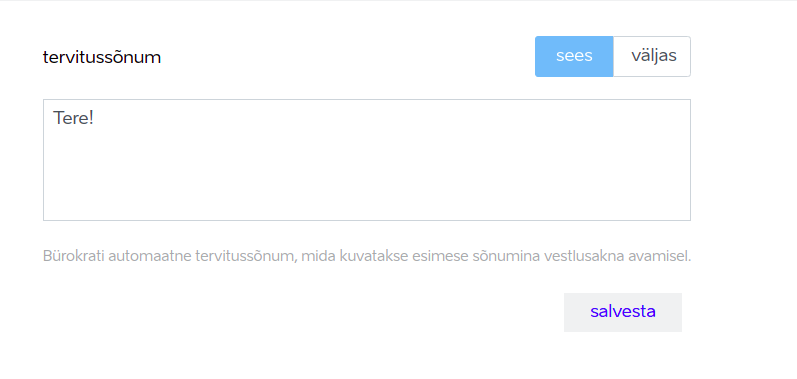 tervitussõnum
sees väljas
Tere!
Bürokrati automaatne tervitussõnum, mida kuvatakse esimese sõnumina vestlusakna avamisel.
salvesta